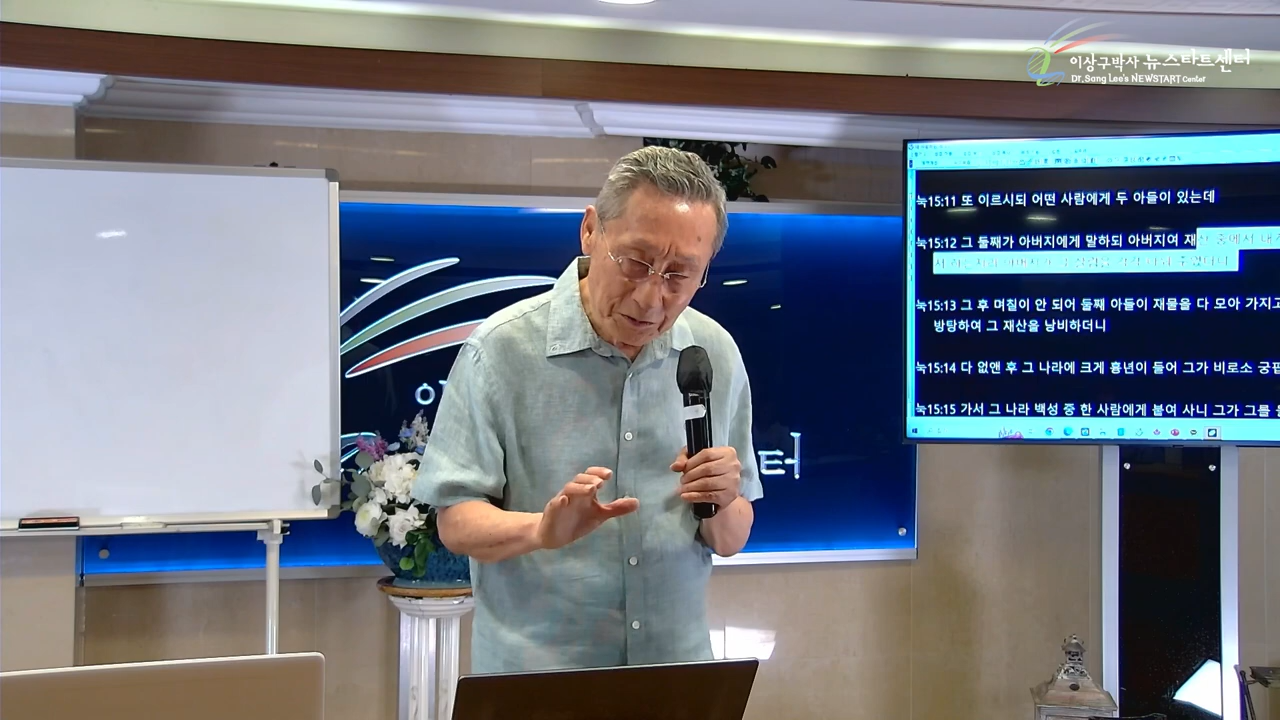 이상구박사 뉴스타트센터
Dr. Sang Lee's NEWSTART Center
눅15:11 또 이르시되 어떤 사람에게 두 아들이 있는데
눅15:12 그 둘째가 아버지에게 말하되 아버지여 재산 중에서 내게
눅15:13 그 후 며칠이 안 되어 둘째 아들이 재물을 다 모아 가지고
방탕하여 그 재산을 낭비하더니
눅15:14 다 없앤 후 그 나라에 크게 흉년이 들어 그가 비로소 궁핍
눅15:15 가서 그 나라 백성 중 한 사람에게 붙여 사니 그가 그를
터